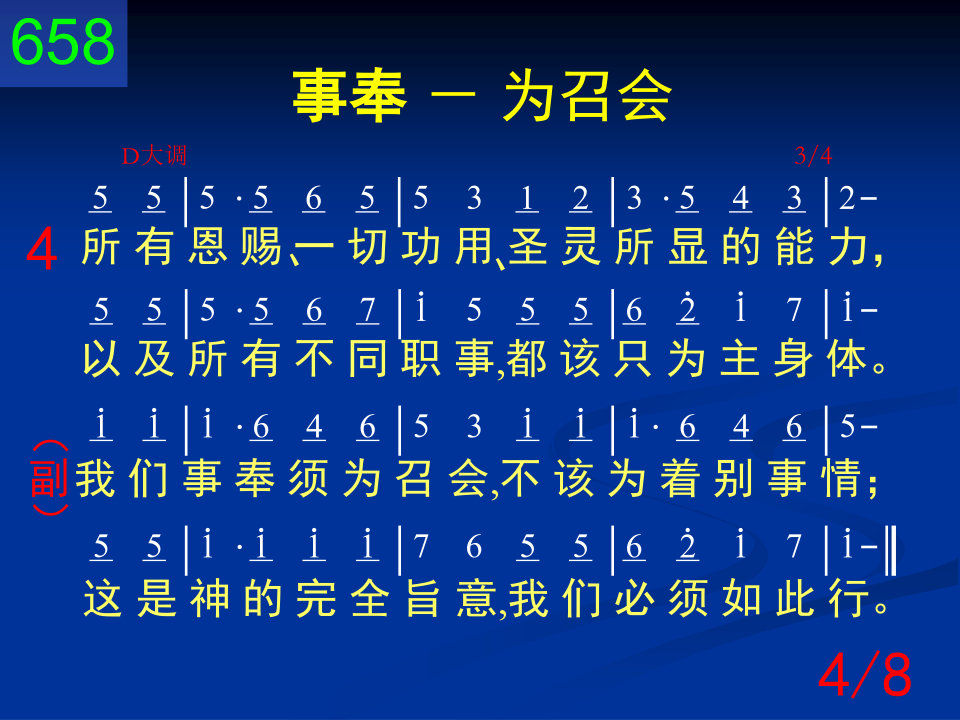 658
事奉 － 为召会
D大调 3/4
5 5 | 5 · 5 6 5 | 5 3 1 2 | 3 · 5 4 3 | 2-
4 所有恩赐、一切功用、圣灵所显的能力，
5 5 | 5 · 5 6 7 | i 5 5 5 | 6 2̇ i 7 | i-
以及所有不同职事,都该只为主身体。
i i | i · 6 4 6 | 5 3 i i | i · 6 4 6 | 5-
（副）我们事奉须为召会,不该为着别事情；
5 5 | i · i i i | 7 6 5 5 | 6 2̇ i 7 | i-‖
这是神的完全旨意,我们必须如此行。
4/8